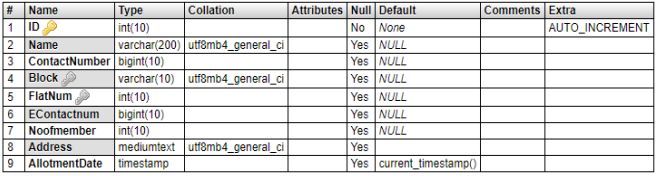 # Name Type Collation Attributes Null Default Comments Extra
1 ID int(10) No None AUTO_INCREMENT
2 Name varchar(200) utf8mb4_general_ci Yes NULL
3 ContactNumber bigint(10) Yes NULL
4 Block varchar(10) utf8mb4_general_ci Yes NULL
5 FlatNum int(10) Yes NULL
6 EContactnum bigint(10) Yes NULL
7 Noofmember int(10) Yes NULL
8 Address mediumtext utf8mb4_general_ci Yes
9 AllotmentDate timestamp Yes current_timestamp()